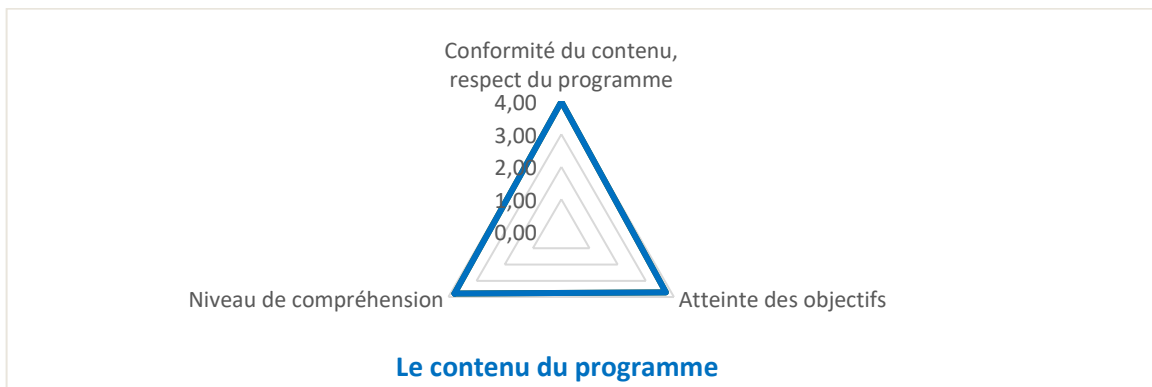 Conformité du contenu,
respect du programme
4,00
3,00
2,00
1,00
0,00
Niveau de compréhension
Atteinte des objectifs
Le contenu du programme